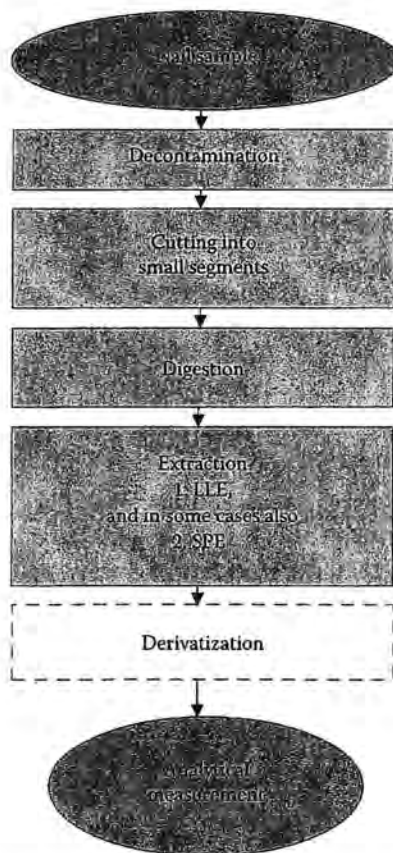 Nail sample
Decontamination
Cutting into
small segments
Digestion
Extraction
1. LLE,
and in some cases also
2. SPE
Derivatization
Analytical
measurement